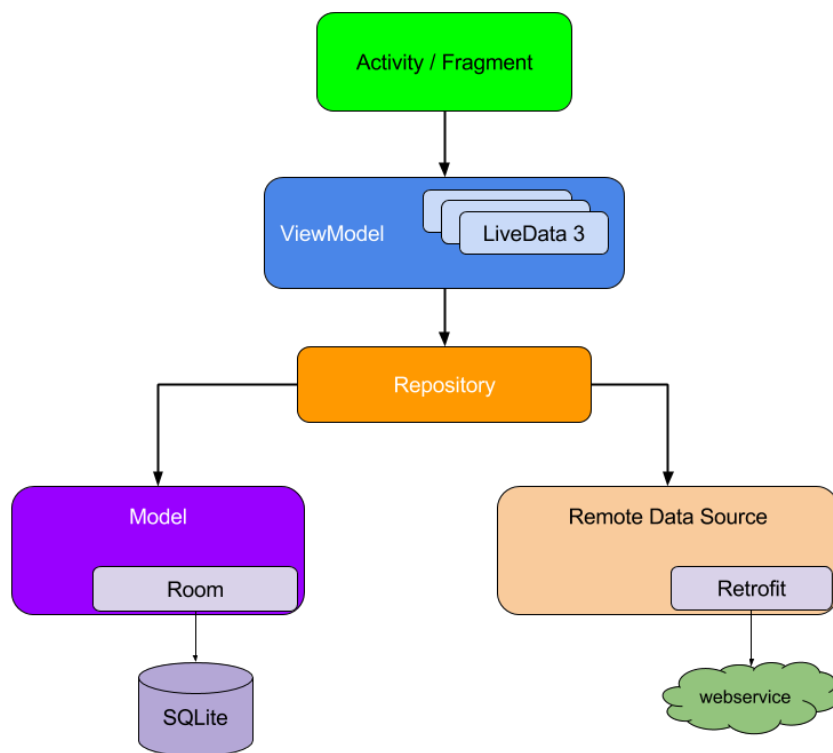 Activity / Fragment
ViewModel
LiveData 3
Repository
Model
Remote Data Source
Room
Retrofit
SQLite
webservice